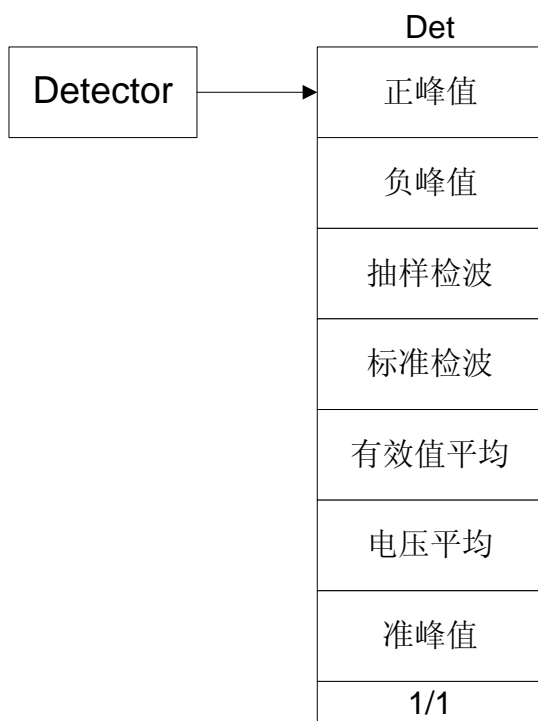 Det
Detector
正峰值
负峰值
抽样检波
标准检波
有效值平均
电压平均
准峰值
1/1